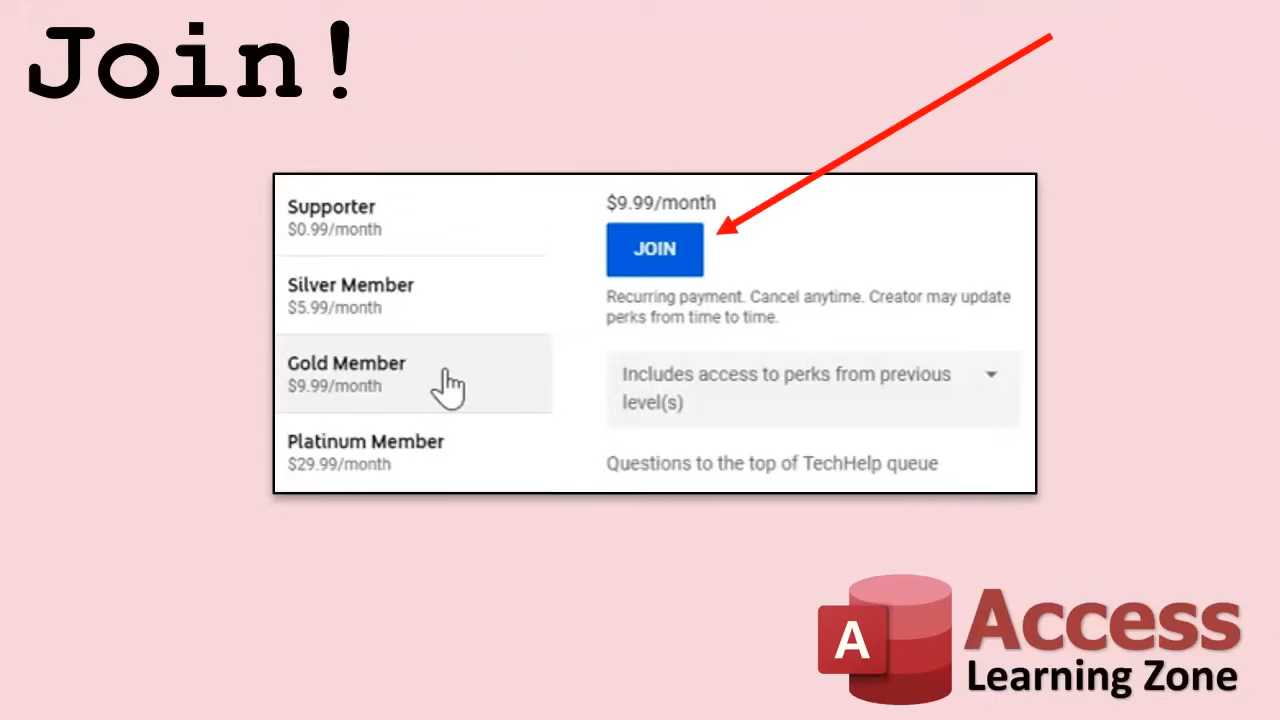 Join!
Supporter
$0.99/month
Silver Member
$5.99/month
Gold Member
$9.99/month
Platinum Member
$29.99/month
$9.99/month
JOIN
Recurring payment. Cancel anytime. Creator may update
perks from time to time.
Includes access to perks from previous
level(s)
Questions to the top of TechHelp queue
A
Access
Learning Zone